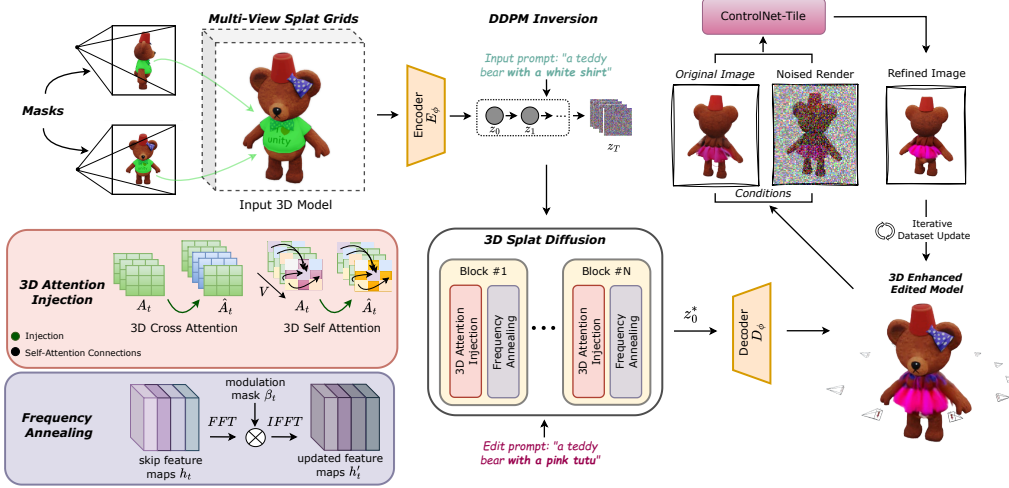 Multi-View Splat Grids
Masks
unity
Input 3D Model
DDPM Inversion
Input prompt: "a teddy
bear with a white shirt"
Encoder
E_ϕ
z_0
z_1
...
z_T
ControlNet-Tile
Original Image
Noised Render
Refined Image
Conditions
Iterative
Dataset Update
3D Enhanced
Edited Model
3D Attention
Injection
A_t
Â_t
V
A_t
Â_t
3D Cross Attention
3D Self Attention
Injection
Self-Attention Connections
Frequency
Annealing
modulation
mask β_t
FFT
IFFT
skip feature
maps h_t
updated feature
maps h'_t
3D Splat Diffusion
Block #1
Block #N
3D Attention
Injection
Frequency
Annealing
...
3D Attention
Injection
Frequency
Annealing
z_0^*
Decoder
D_ϕ
Edit prompt: "a teddy
bear with a pink tutu"